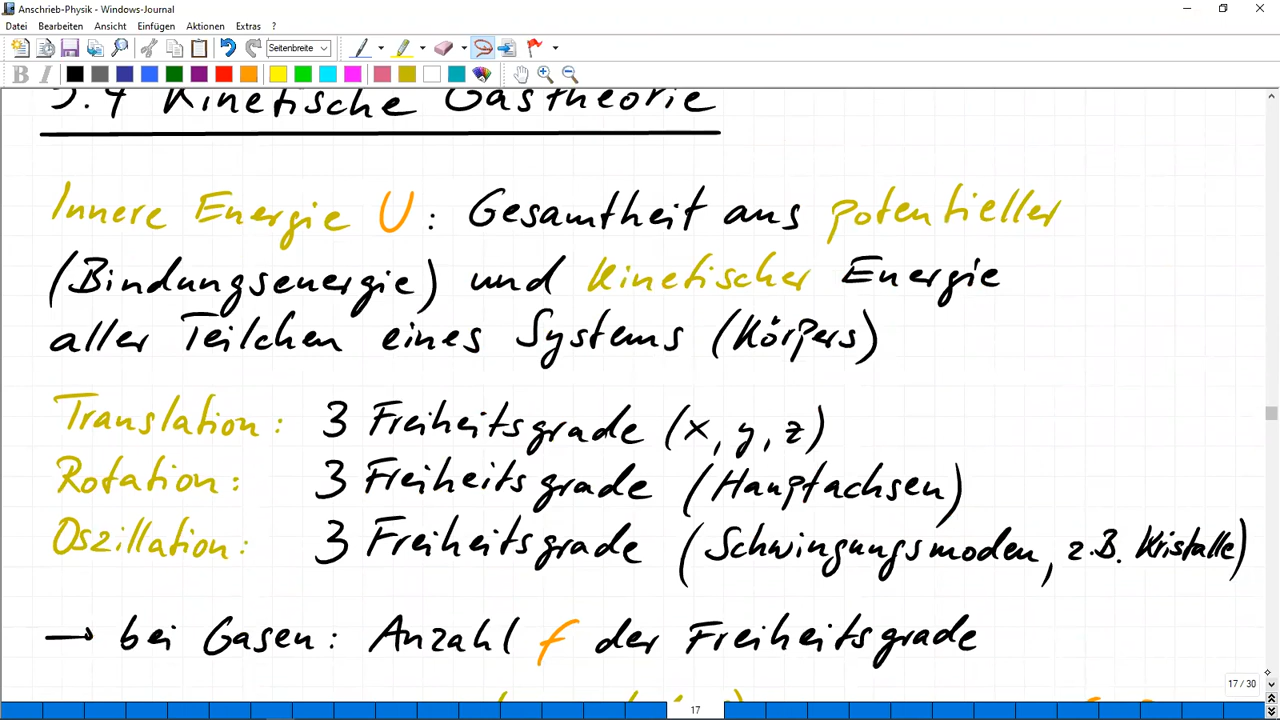 Anschrieb-Physik - Windows-Journal
Datei Bearbeiten Ansicht Einfügen Aktionen Extras ?
Seitenbreite
B I
Kinetische Gastheorie
Innere Energie U: Gesamtheit aus potentieller
(Bindungsenergie) und kinetischer Energie
aller Teilchen eines Systems (Körpers)
Translation: 3 Freiheitsgrade (x, y, z)
Rotation: 3 Freiheitsgrade (Hauptachsen)
Oszillation: 3 Freiheitsgrade (Schwingungsmoden, z.B. Kristalle)
→ bei Gasen: Anzahl f der Freiheitsgrade
17 / 30
17